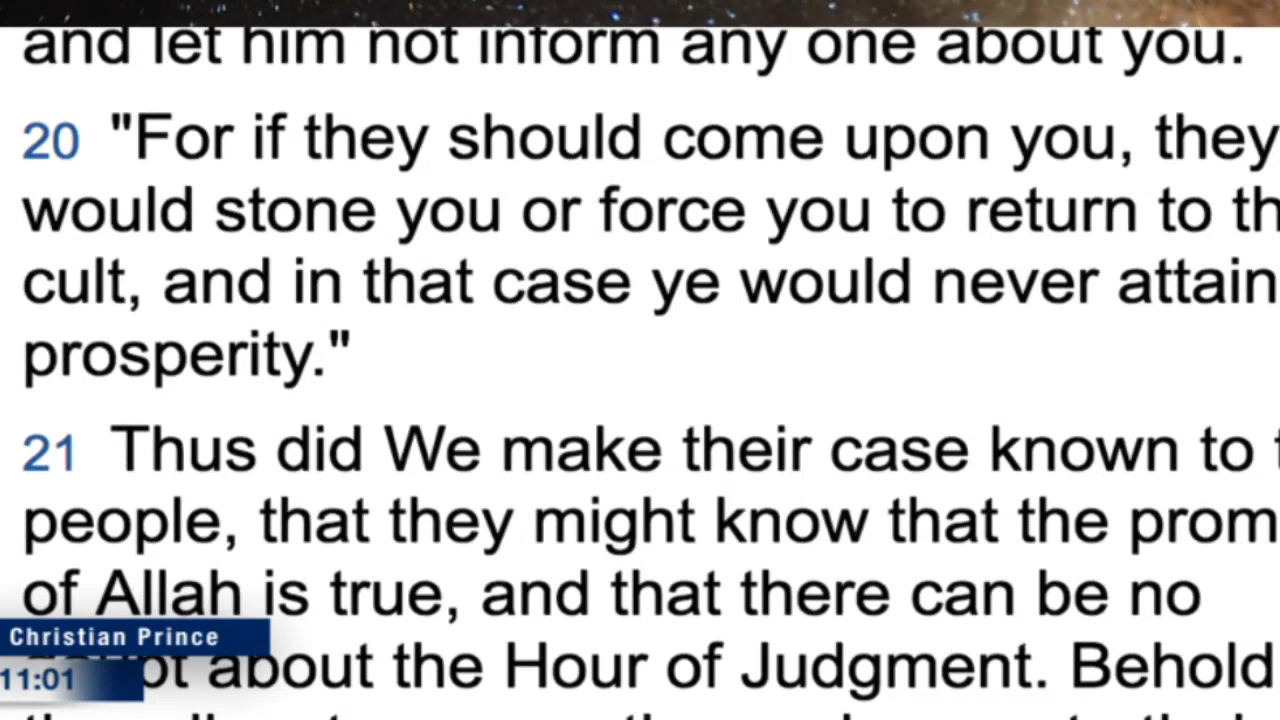 and let him not inform any one about you.
20 "For if they should come upon you, they
would stone you or force you to return to
cult, and in that case ye would never attain
prosperity."
21 Thus did We make their case known to
people, that they might know that the
of Allah is true, and that there can be no
Christian Prince
about the Hour of Judgment. Behold
11:01